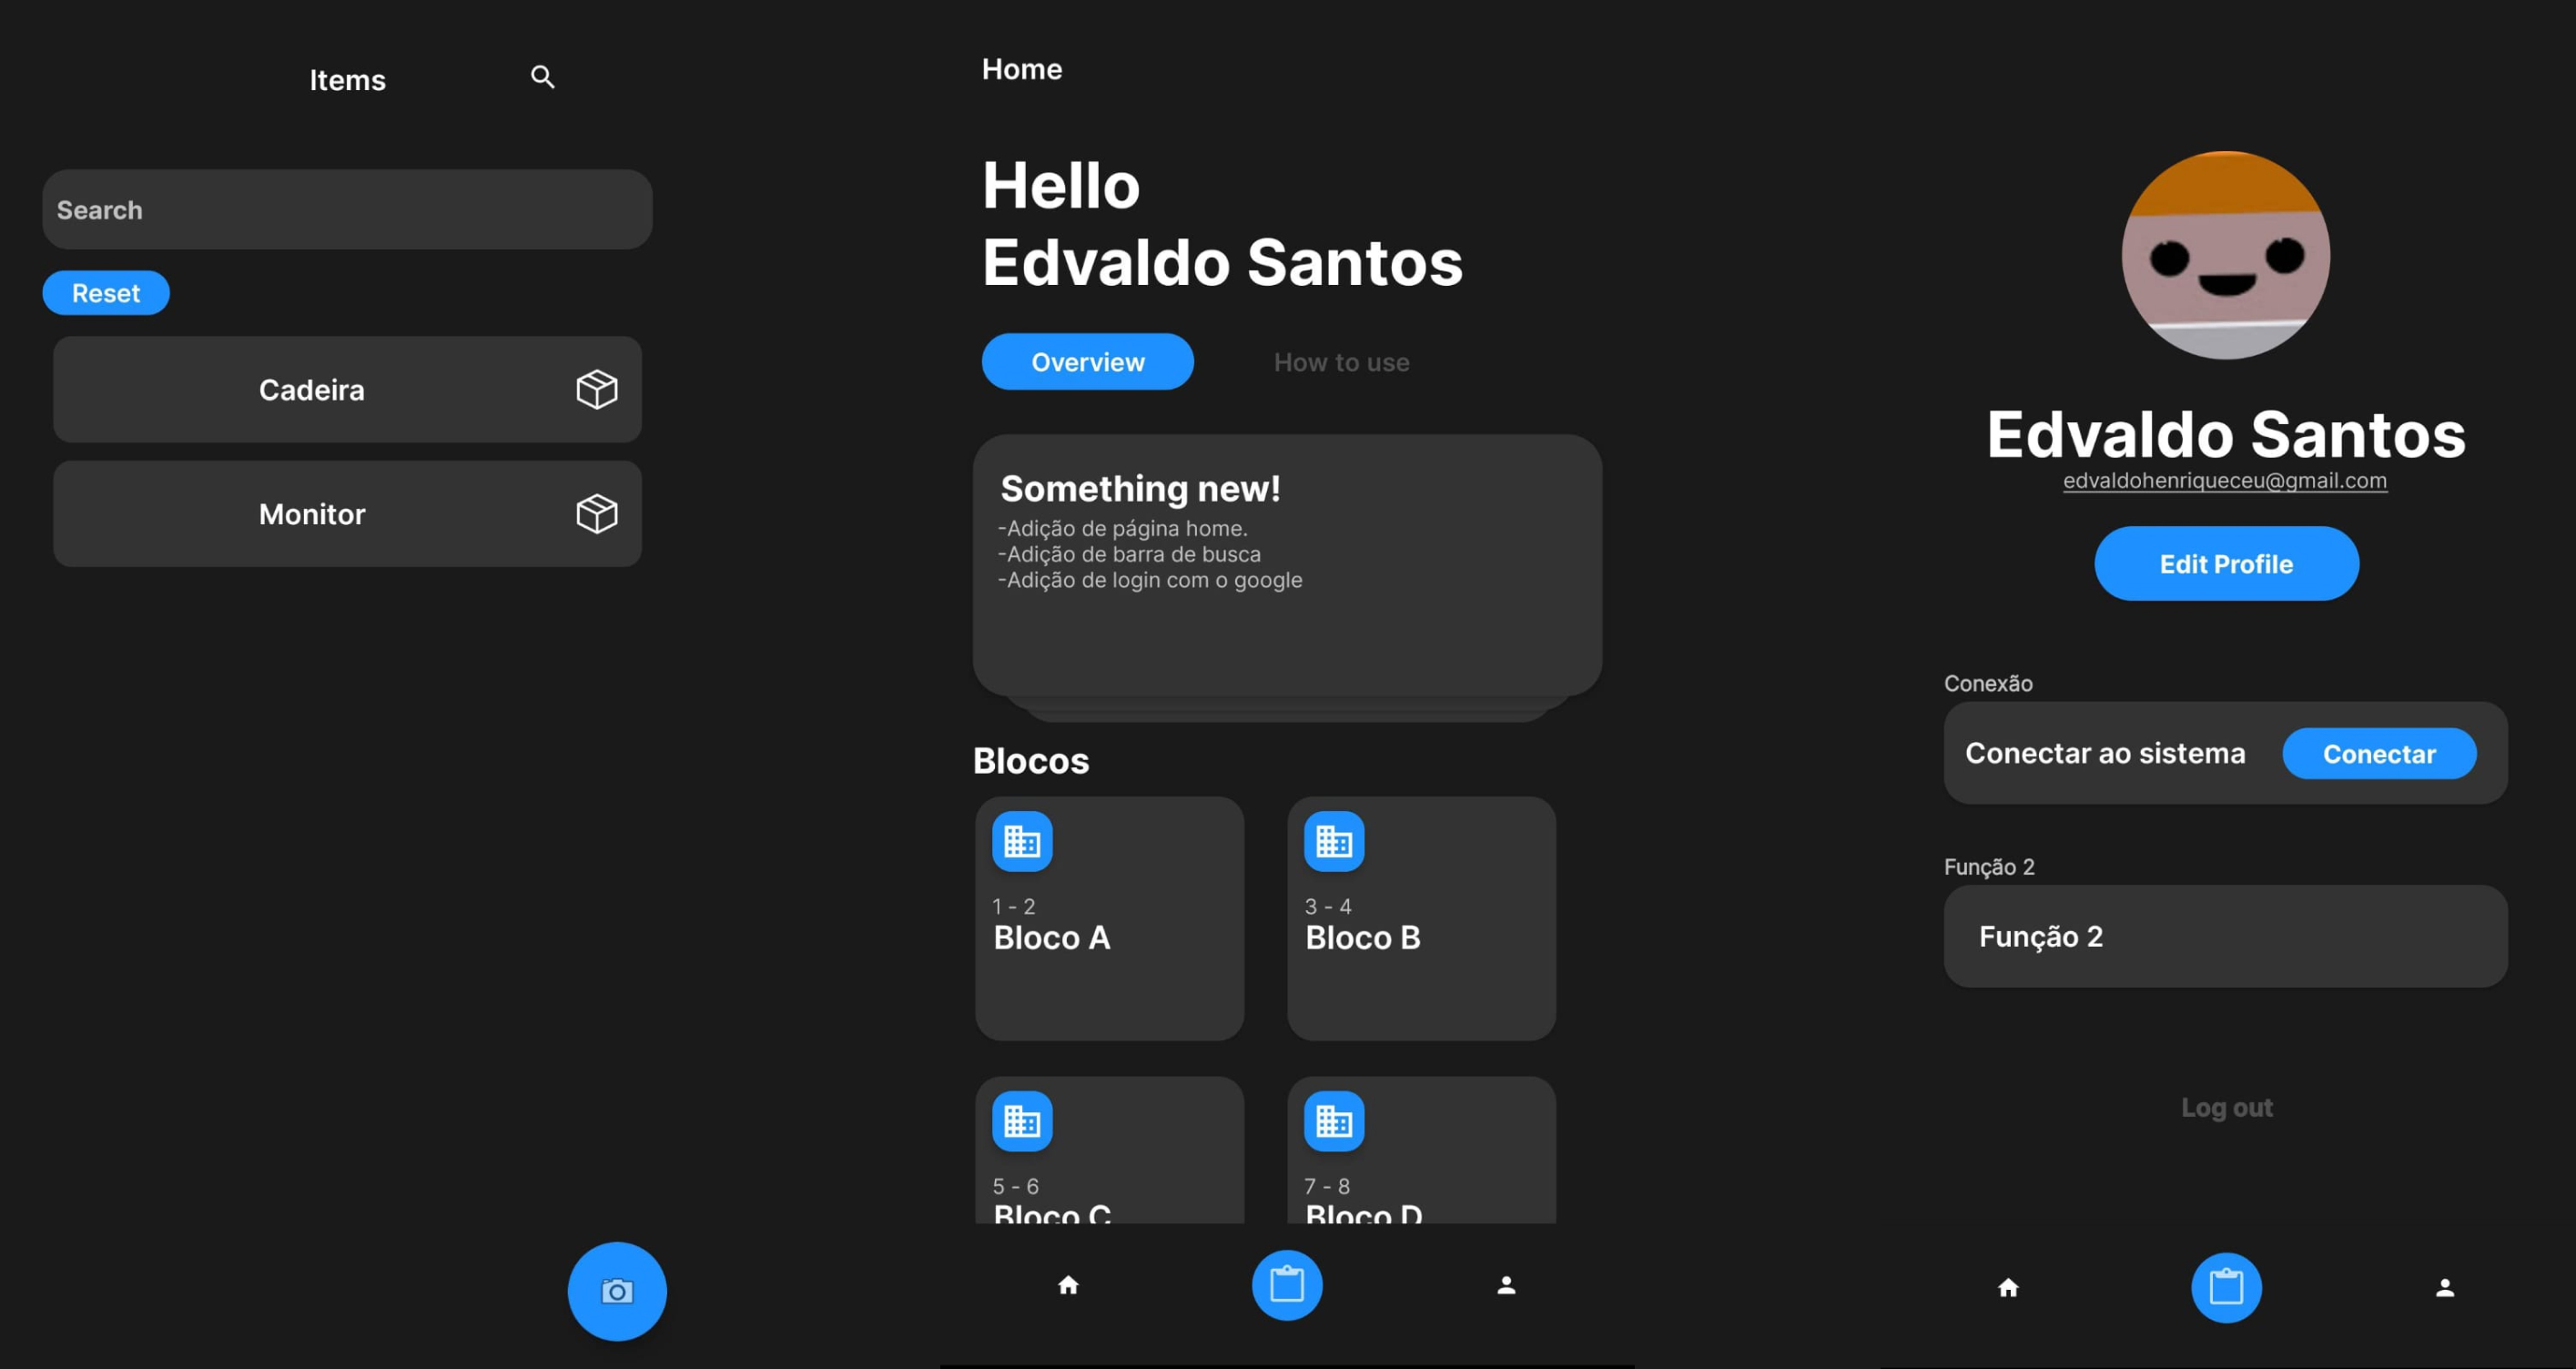 Items
Search
Reset
Cadeira
Monitor
Home
Hello
Edvaldo Santos
Overview
How to use
Something new!
-Adição de página home.
-Adição de barra de busca
-Adição de login com o google
Blocos
1 - 2
Bloco A
3 - 4
Bloco B
5 - 6
Bloco C
7 - 8
Bloco D
Edvaldo Santos
edvaldohenriqueceu@gmail.com
Edit Profile
Conexão
Conectar ao sistema
Conectar
Função 2
Função 2
Log out